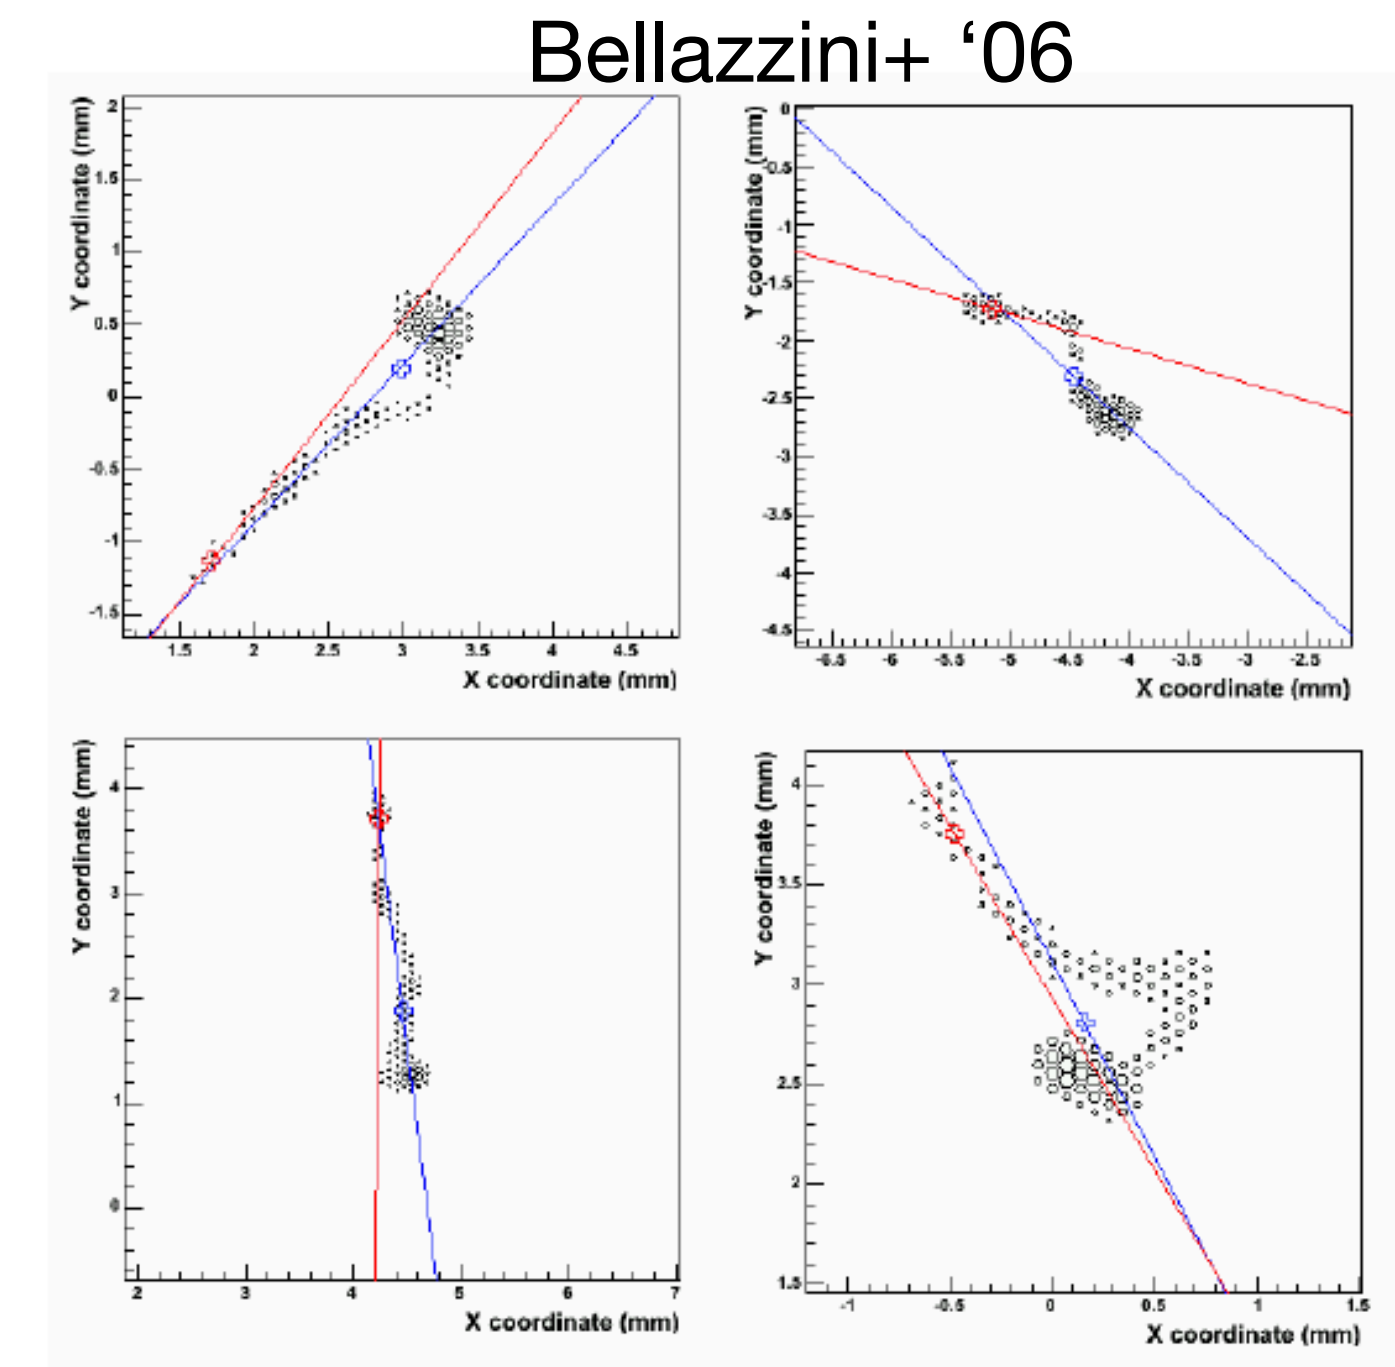 Bellazzini+ ‘06
Y coordinate (mm)
2
1.5
1
0.5
0
-0.5
-1
-1.5
1.5 2 2.5 3 3.5 4 4.5
X coordinate (mm)
Y coordinate (mm)
0
-0.5
-1
-1.5
-2
-2.5
-3
-3.5
-4
-4.5
-6.5 -6 -5.5 -5 -4.5 -4 -3.5 -3 -2.5
X coordinate (mm)
Y coordinate (mm)
4
3
2
1
0
2 3 4 5 6 7
X coordinate (mm)
Y coordinate (mm)
4
3.5
3
2.5
2
1.5
-1 -0.5 0 0.5 1 1.5
X coordinate (mm)